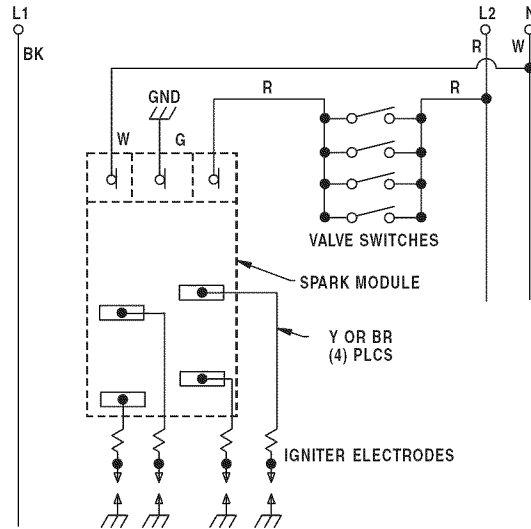 L1
L2
N
BK
R
W
GND
R
R
W
G
VALVE SWITCHES
SPARK MODULE
Y OR BR
(4) PLCS
IGNITER ELECTRODES